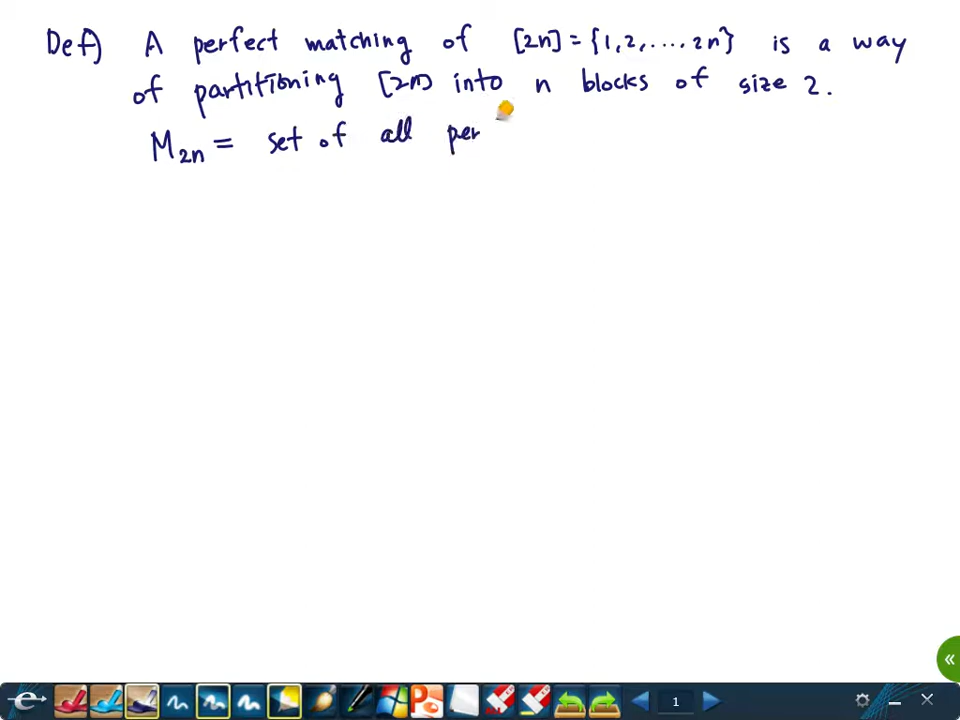 Def) A perfect matching of [2n] = {1, 2, .... 2n} is a way
of partitioning [2n] into n blocks of size 2.
M₂ₙ = set of all per
1